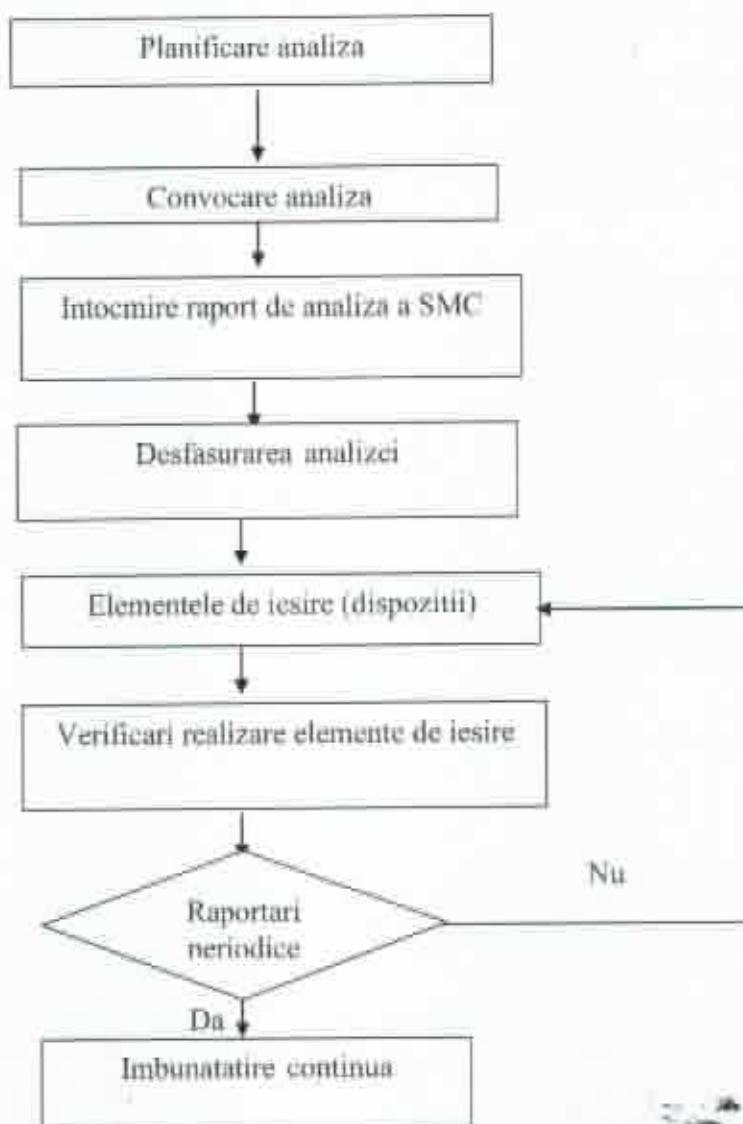 Planificare analiza
Convocare analiza
Intocmire raport de analiza a SMC
Desfasurarea analizei
Elementele de iesire (dispozitii)
Verificari realizare elemente de iesire
Nu
Raportari
neriodice
Da
Imbunatatire continua